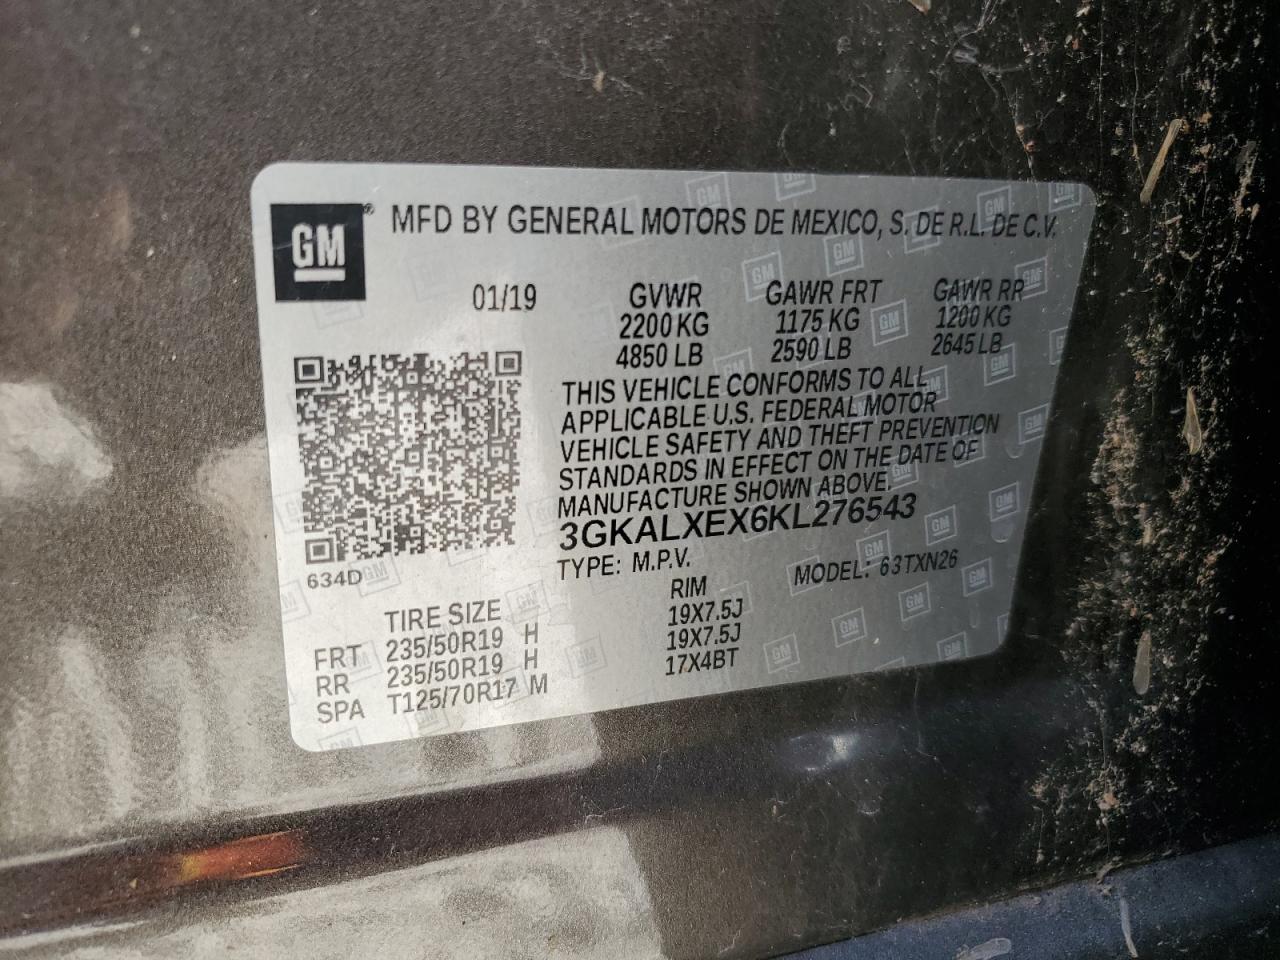 GM® MFD BY GENERAL MOTORS DE MEXICO, S. DE R.L. DE C.V.
01/19 GVWR GAWR FRT GAWR RR
2200 KG 1175 KG 1200 KG
4850 LB 2590 LB 2645 LB
THIS VEHICLE CONFORMS TO ALL
APPLICABLE U.S. FEDERAL MOTOR
VEHICLE SAFETY AND THEFT PREVENTION
STANDARDS IN EFFECT ON THE DATE OF
MANUFACTURE SHOWN ABOVE.
3GKALXEX6KL276543
TYPE: M.P.V. MODEL: 63TXN26
634D
TIRE SIZE RIM
FRT 235/50R19 H 19X7.5J
RR 235/50R19 H 19X7.5J
SPA T125/70R17 M 17X4BT